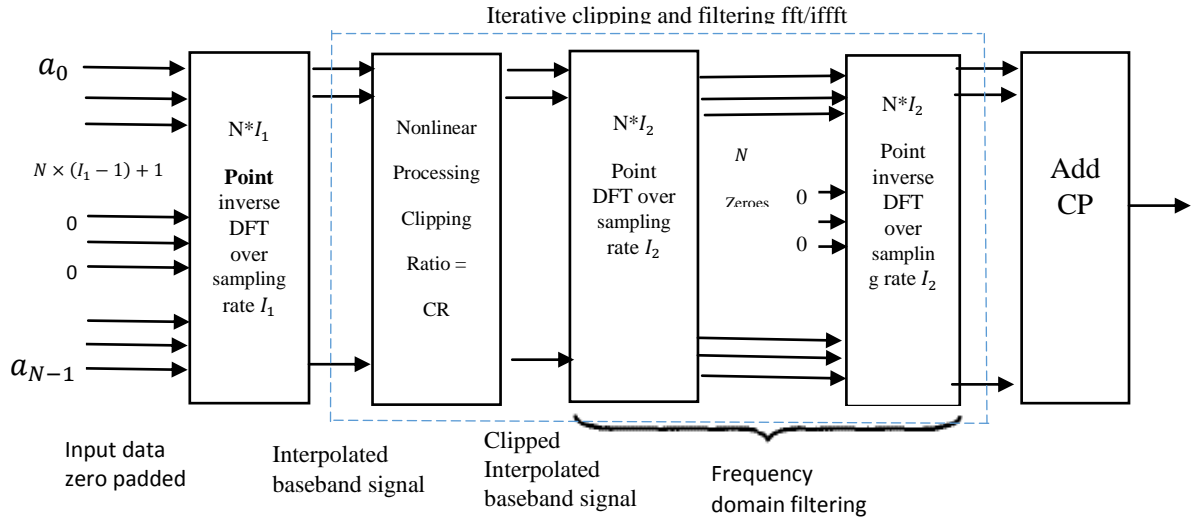 Iterative clipping and filtering fft/iffft
a₀
N × (I₁ − 1) + 1
0
0
a_{N−1}
N*I₁
Point
inverse
DFT
over
sampling
rate I₁
Nonlinear
Processing
Clipping
Ratio =
CR
N*I₂
Point
DFT over
sampling
rate I₂
N
Zeroes
0
0
N*I₂
Point
inverse
DFT
over
samplin
g rate I₂
Add
CP
Input data
zero padded
Interpolated
baseband signal
Clipped
Interpolated
baseband signal
Frequency
domain filtering